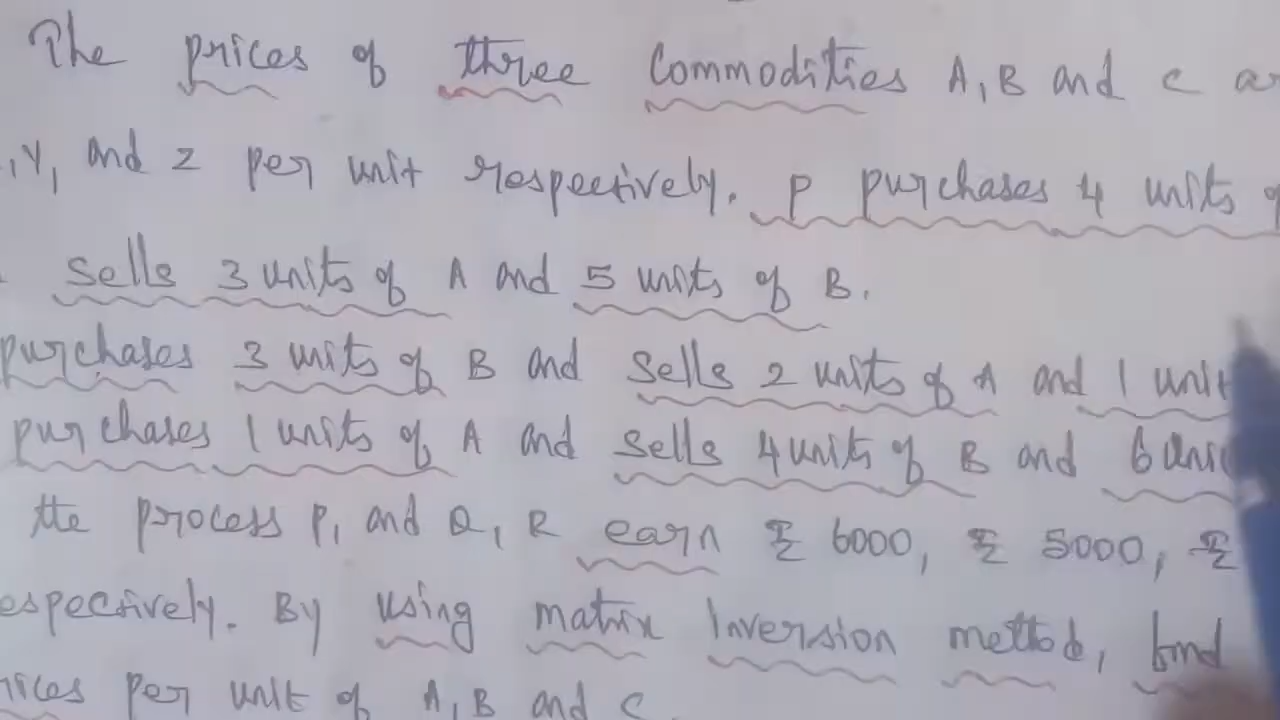 The prices of three Commodities A, B and C
, Y, and Z per unit respectively. P purchases 4 units
sells 3 units of A and 5 units of B.
purchases 3 units of B and sells 2 units of A and 1 unit
purchases 1 units of A and sells 4 units of B and 6
the process P, and Q, R earn ₹ 6000, ₹ 5000, ₹
By using matrix inversion method, find
per unit of A, B and C